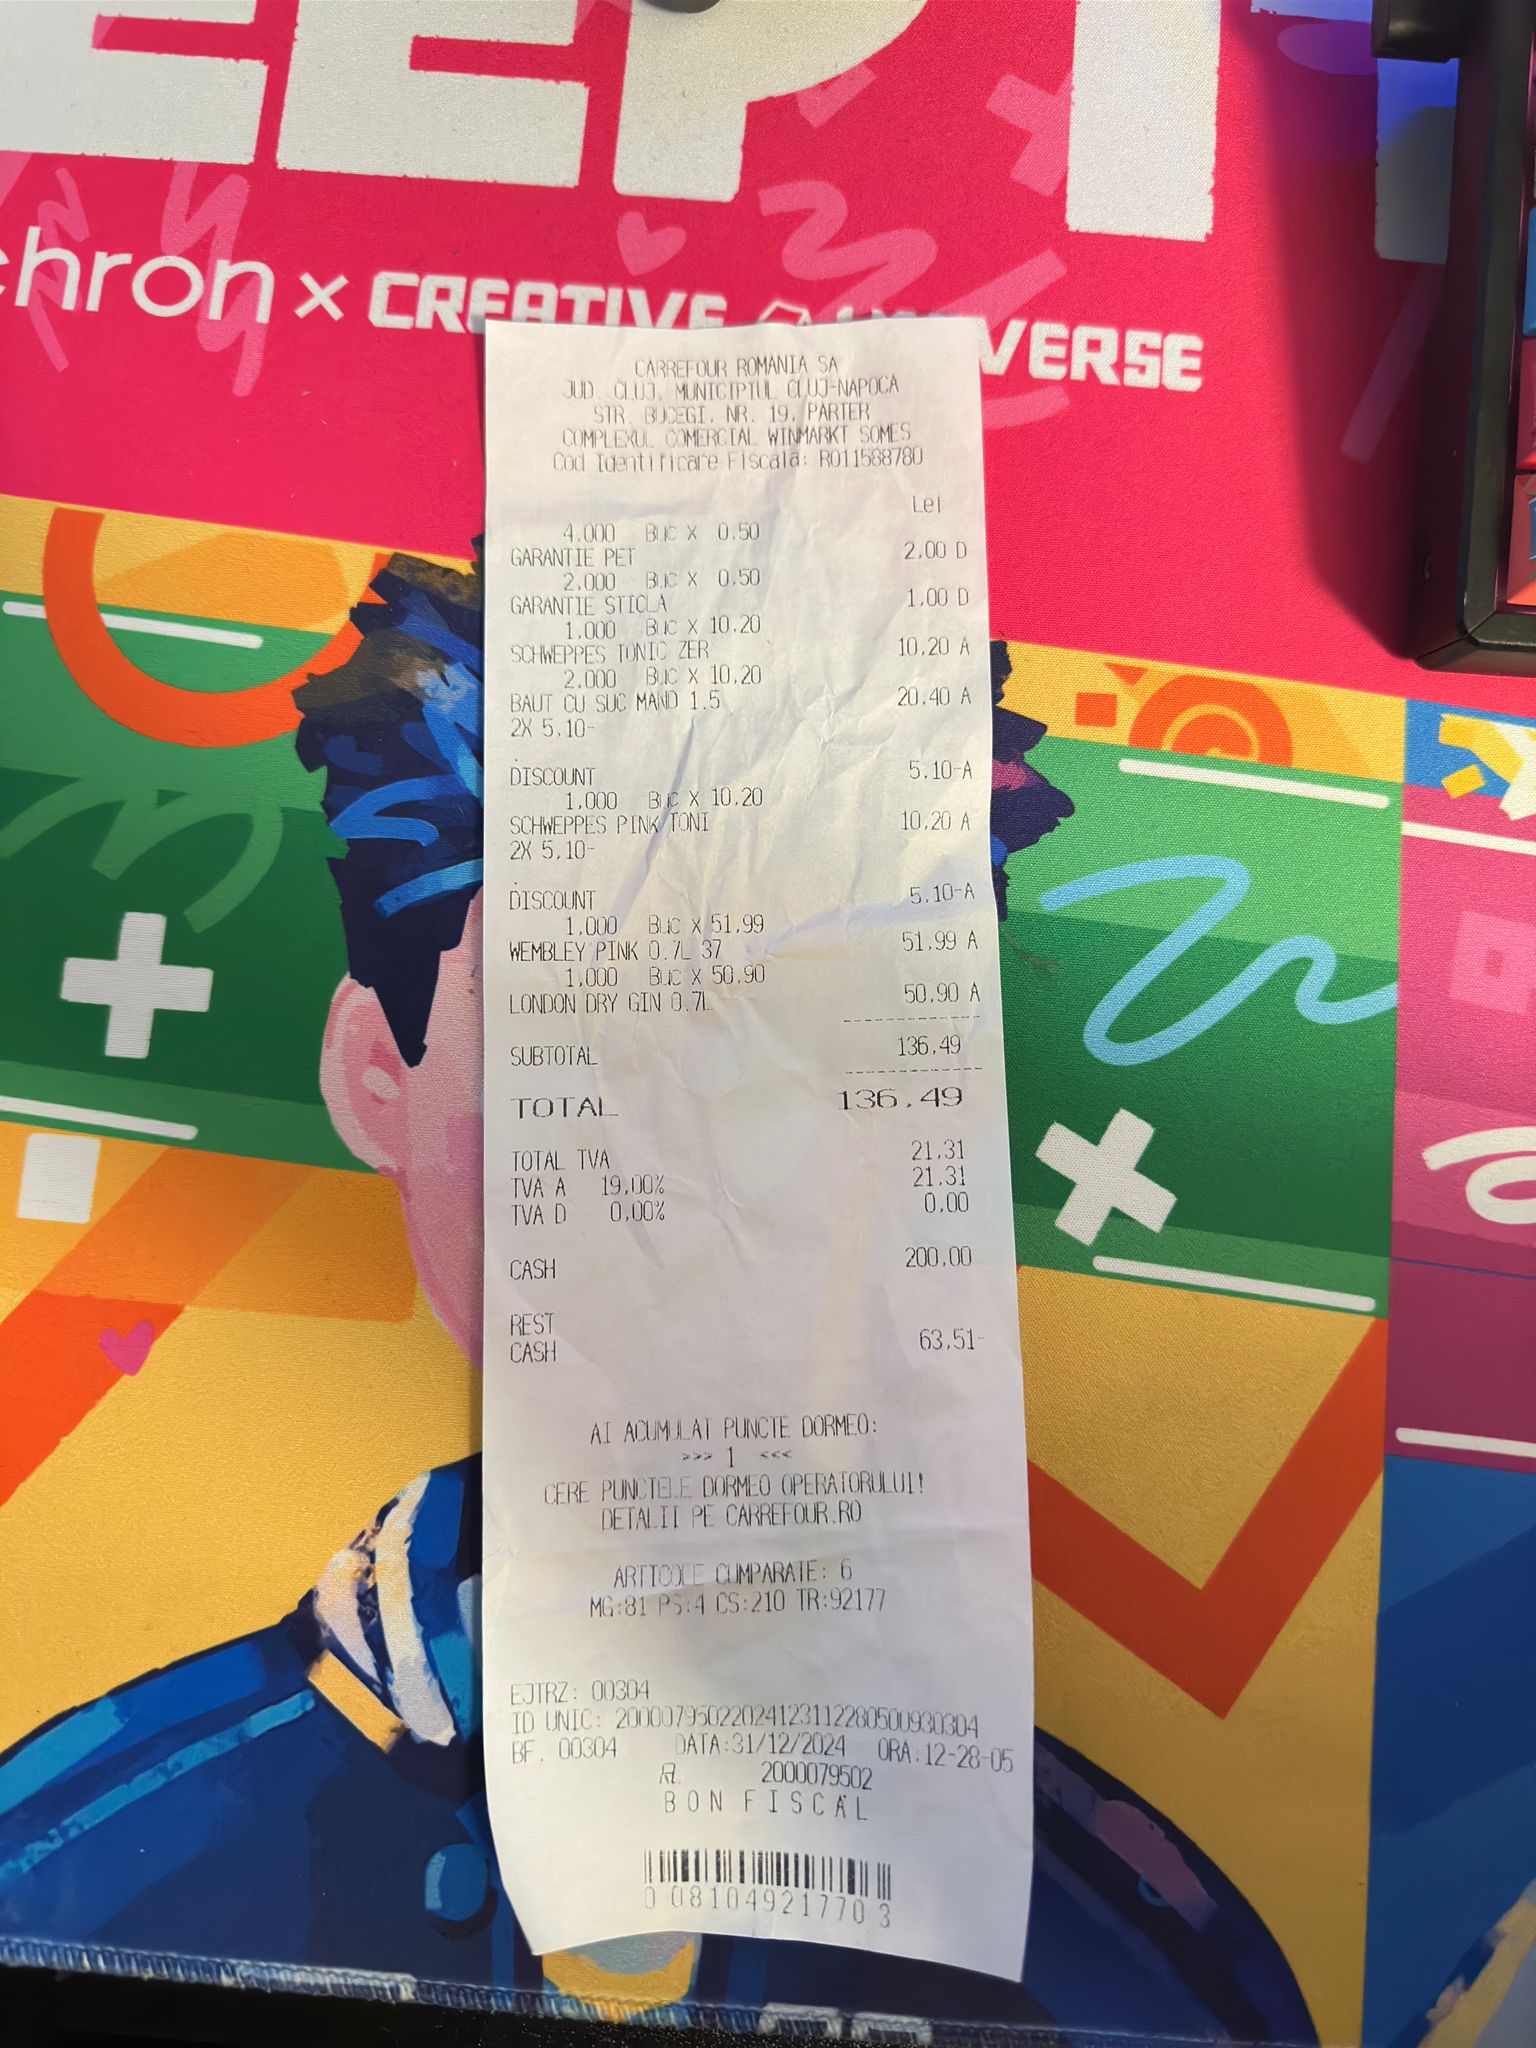 EEPT
chron × CREATIVE VERSE
CARREFOUR ROMANIA SA
JUD. CLUJ, MUNICIPIUL CLUJ-NAPOCA
STR. BUCEGI, NR. 19, PARTER
COMPLEXUL COMERCIAL WINMARKT SOMES
Cod Identificare Fiscala: RO11588780
Lei
4.000 Buc X 0.50
GARANTIE PET 2.00 D
2.000 Buc X 0.50
GARANTIE STICLA 1.00 D
1.000 Buc X 10.20
SCHWEPPES TONIC ZER 10.20 A
2.000 Buc X 10.20
BAUT CU SUC MAND 1.5 20.40 A
2X 5.10-
.
DISCOUNT 5.10-A
1.000 Buc X 10.20
SCHWEPPES PINK TONI 10.20 A
2X 5.10-
.
DISCOUNT 5.10-A
1.000 Buc X 51.99
WEMBLEY PINK 0.7L 37 51.99 A
1.000 Buc X 50.90
LONDON DRY GIN 0.7L 50.90 A
SUBTOTAL 136.49
TOTAL 136.49
TOTAL TVA 21.31
TVA A 19.00% 21.31
TVA D 0.00% 0.00
CASH 200.00
REST
CASH 63.51-
AI ACUMULAT PUNCTE DORMEO:
>>> 1 <<<
CERE PUNCTELE DORMEO OPERATORULUI!
DETALII PE CARREFOUR.RO
ARTICOLE CUMPARATE: 6
MG:81 PS:4 CS:210 TR:92177
EJTRZ: 00304
ID UNIC: 2000079502202412311228050093​0304
BF. 00304 DATA:31/12/2024 ORA:12-28-05
2000079502
BON FISCAL
0 081049217703